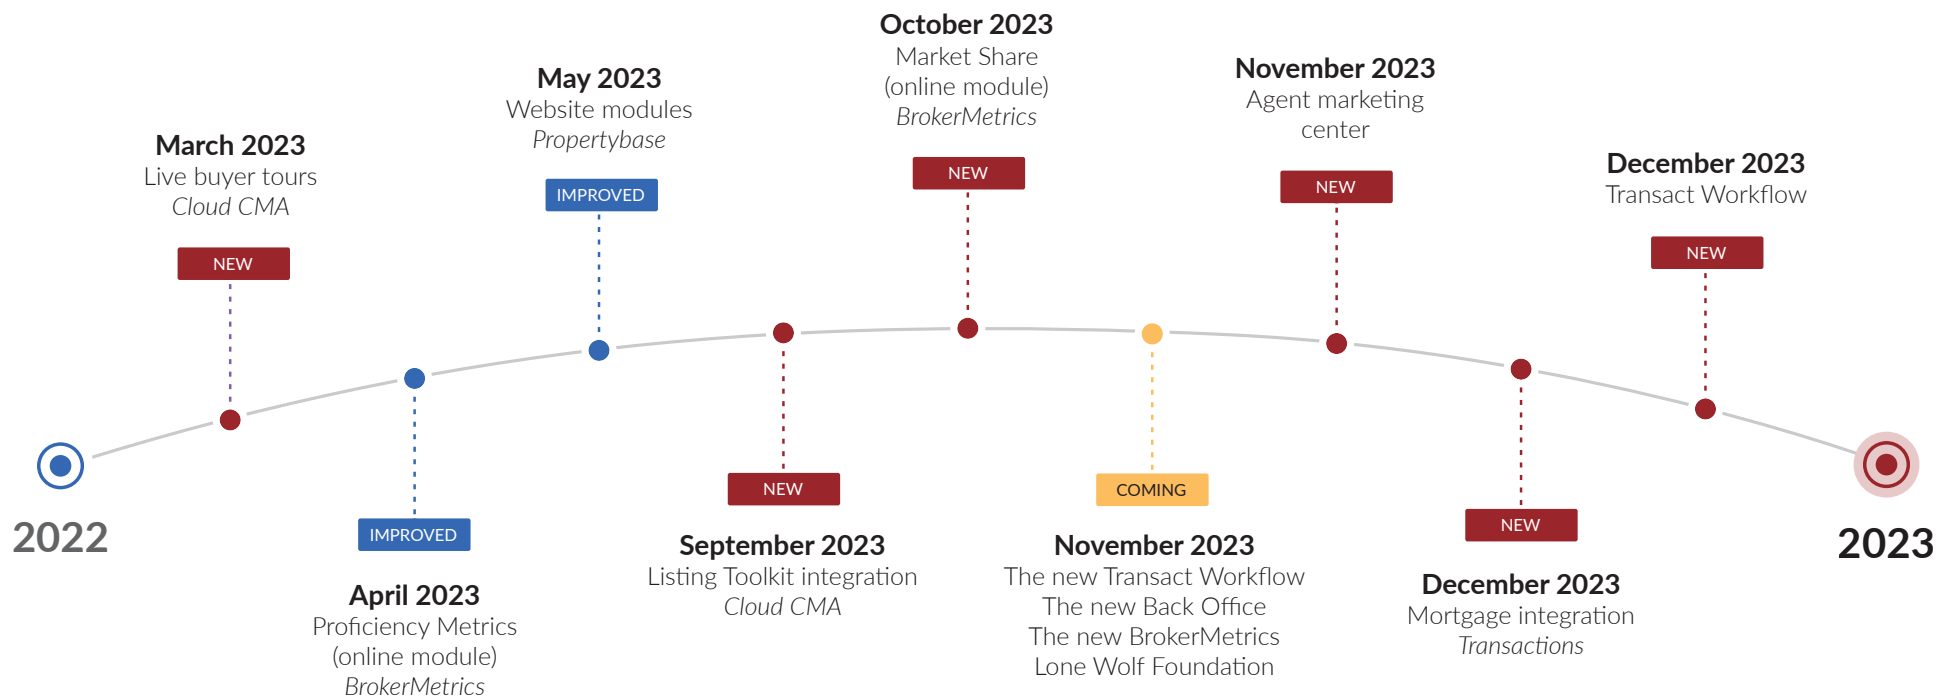 2022
March 2023
Live buyer tours
Cloud CMA
NEW
IMPROVED
April 2023
Proficiency Metrics
(online module)
BrokerMetrics
May 2023
Website modules
Propertybase
IMPROVED
NEW
September 2023
Listing Toolkit integration
Cloud CMA
October 2023
Market Share
(online module)
BrokerMetrics
NEW
COMING
November 2023
The new Transact Workflow
The new Back Office
The new BrokerMetrics
Lone Wolf Foundation
November 2023
Agent marketing
center
NEW
NEW
December 2023
Mortgage integration
Transactions
December 2023
Transact Workflow
NEW
2023